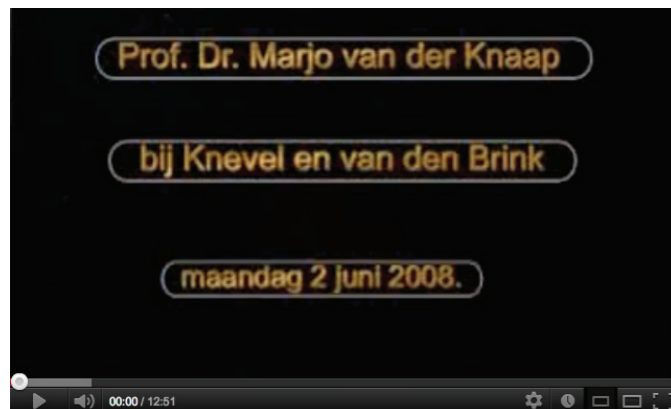 Prof. Dr. Marjo van der Knaap
bij Knevel en van den Brink
maandag 2 juni 2008.
00:00 / 12:51